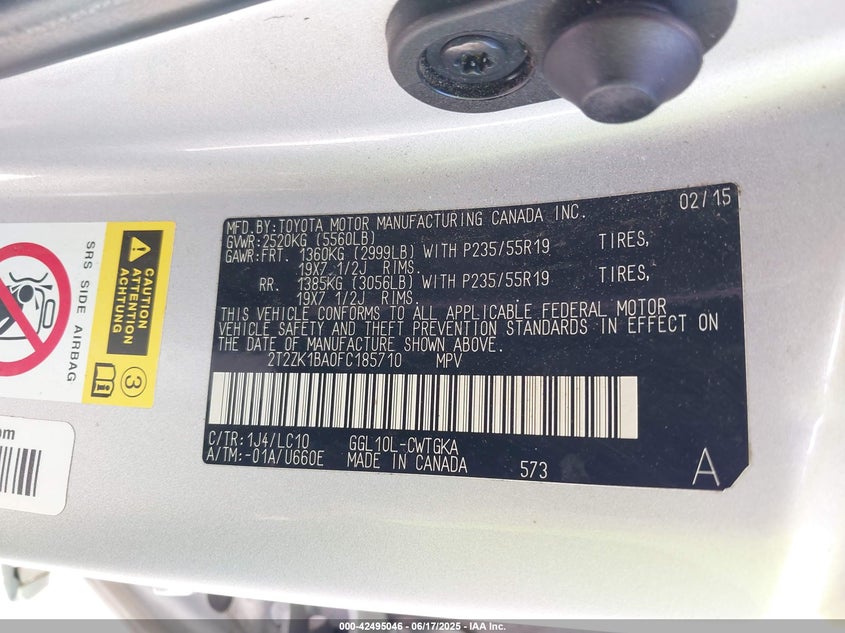 MFD.BY:TOYOTA MOTOR MANUFACTURING CANADA INC. 02/15
GVWR:2520KG (5560LB)
GAWR:FRT. 1360KG (2999LB) WITH P235/55R19 TIRES,
19X7 1/2J RIMS.
RR. 1385KG (3056LB) WITH P235/55R19 TIRES,
19X7 1/2J RIMS.
THIS VEHICLE CONFORMS TO ALL APPLICABLE FEDERAL MOTOR
VEHICLE SAFETY AND THEFT PREVENTION STANDARDS IN EFFECT ON
THE DATE OF MANUFACTURE SHOWN ABOVE.
2T2ZK1BA0FC185710 MPV
C/TR:1J4/LC10 GGL10L-CWTGKA
A/TM:-01A/U660E MADE IN CANADA 573 A
CAUTION
ATTENTION
ACHTUNG
3
SRS SIDE AIRBAG
om
000-42495046 - 06/17/2025 - IAA Inc.